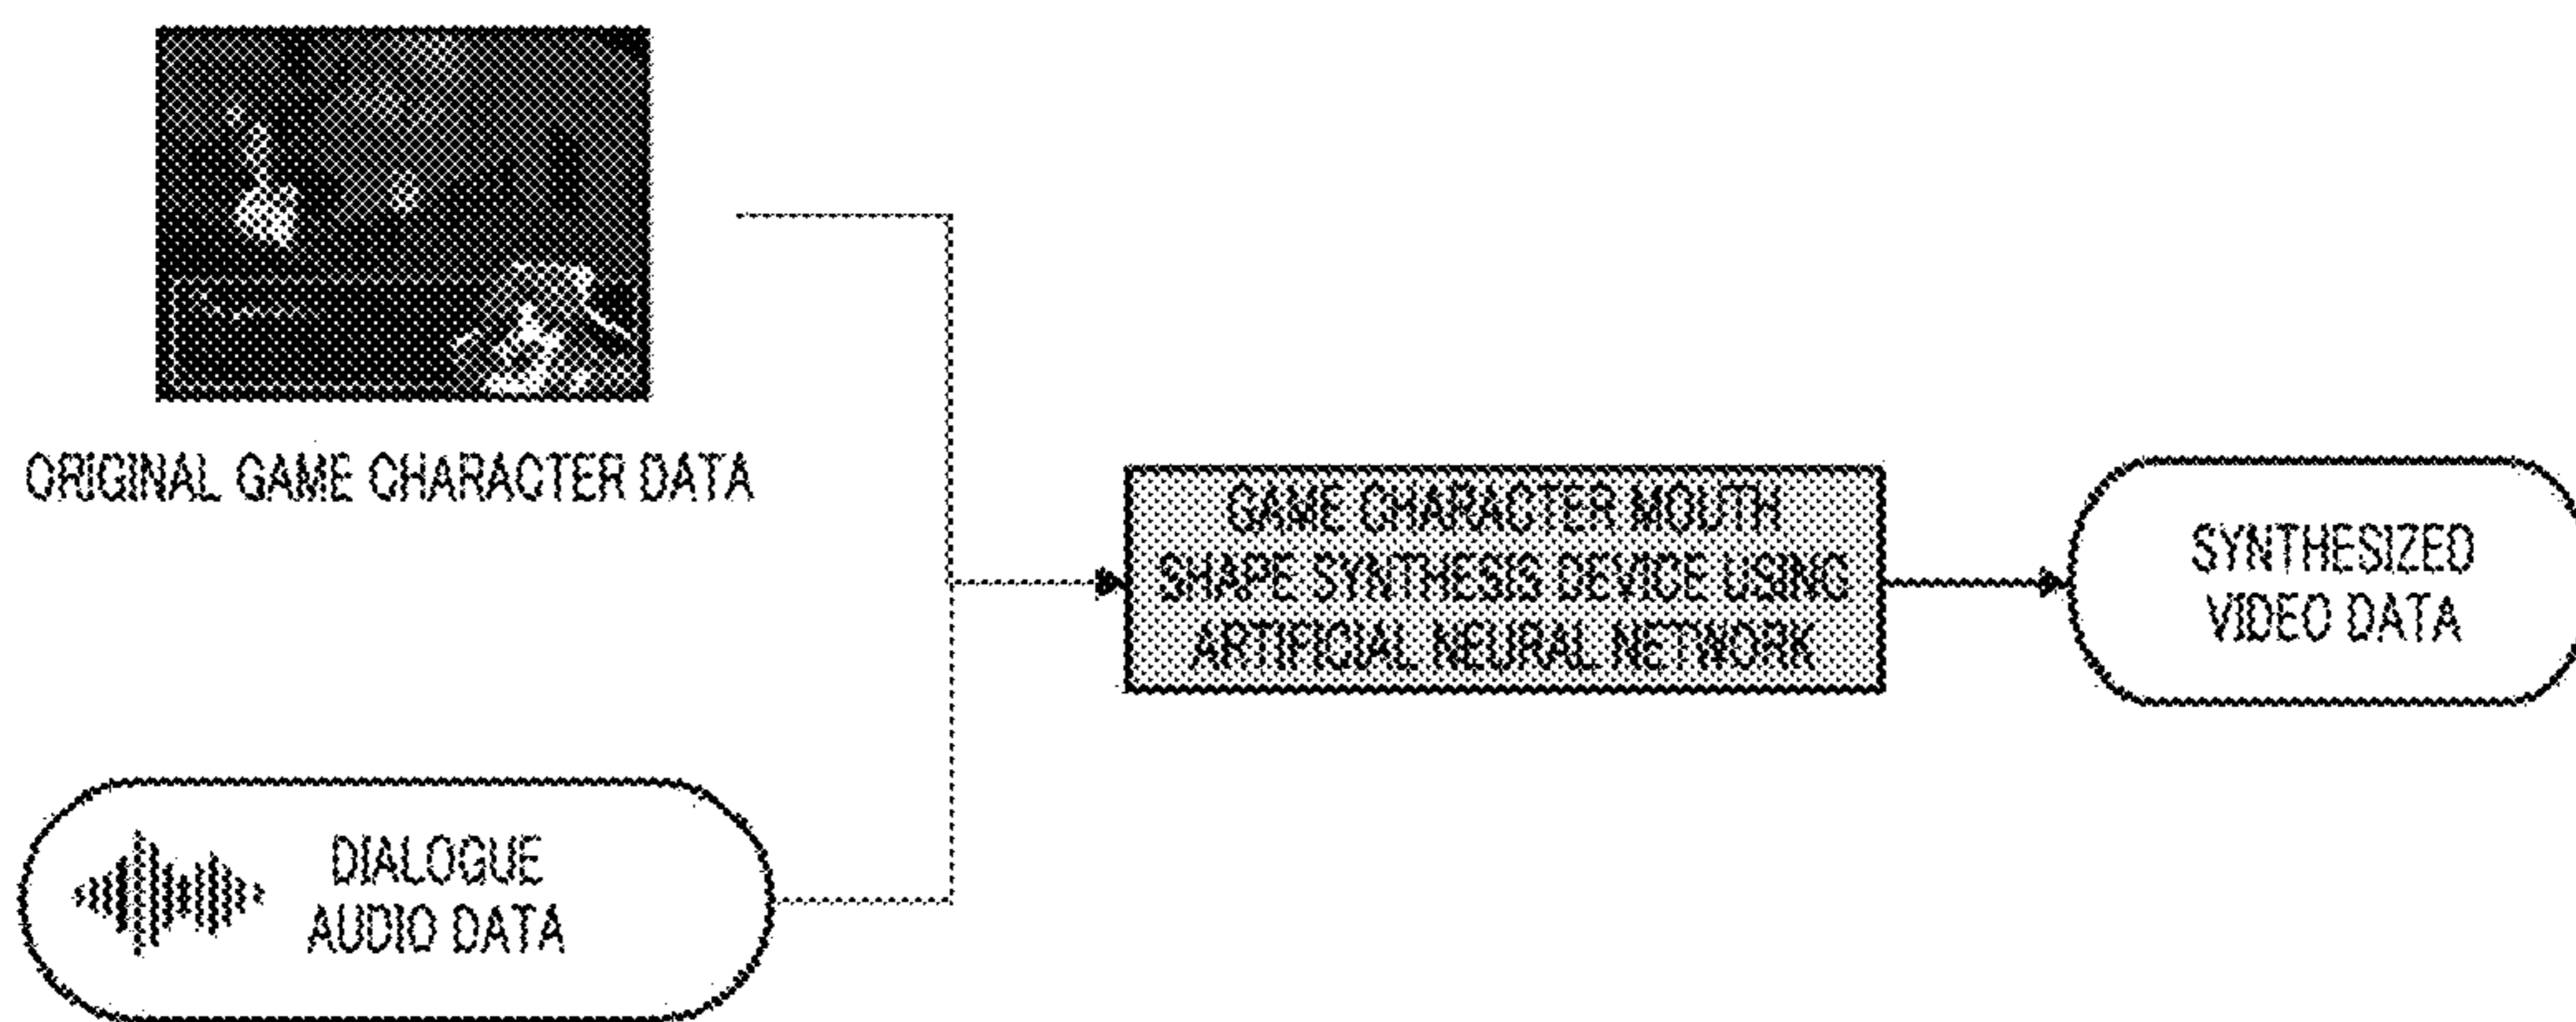 ORIGINAL GAME CHARACTER DATA
GAME CHARACTER MOUTH
SHAPE SYNTHESIS DEVICE USING
ARTIFICIAL NEURAL NETWORK
SYNTHESIZED
VIDEO DATA
DIALOGUE
AUDIO DATA